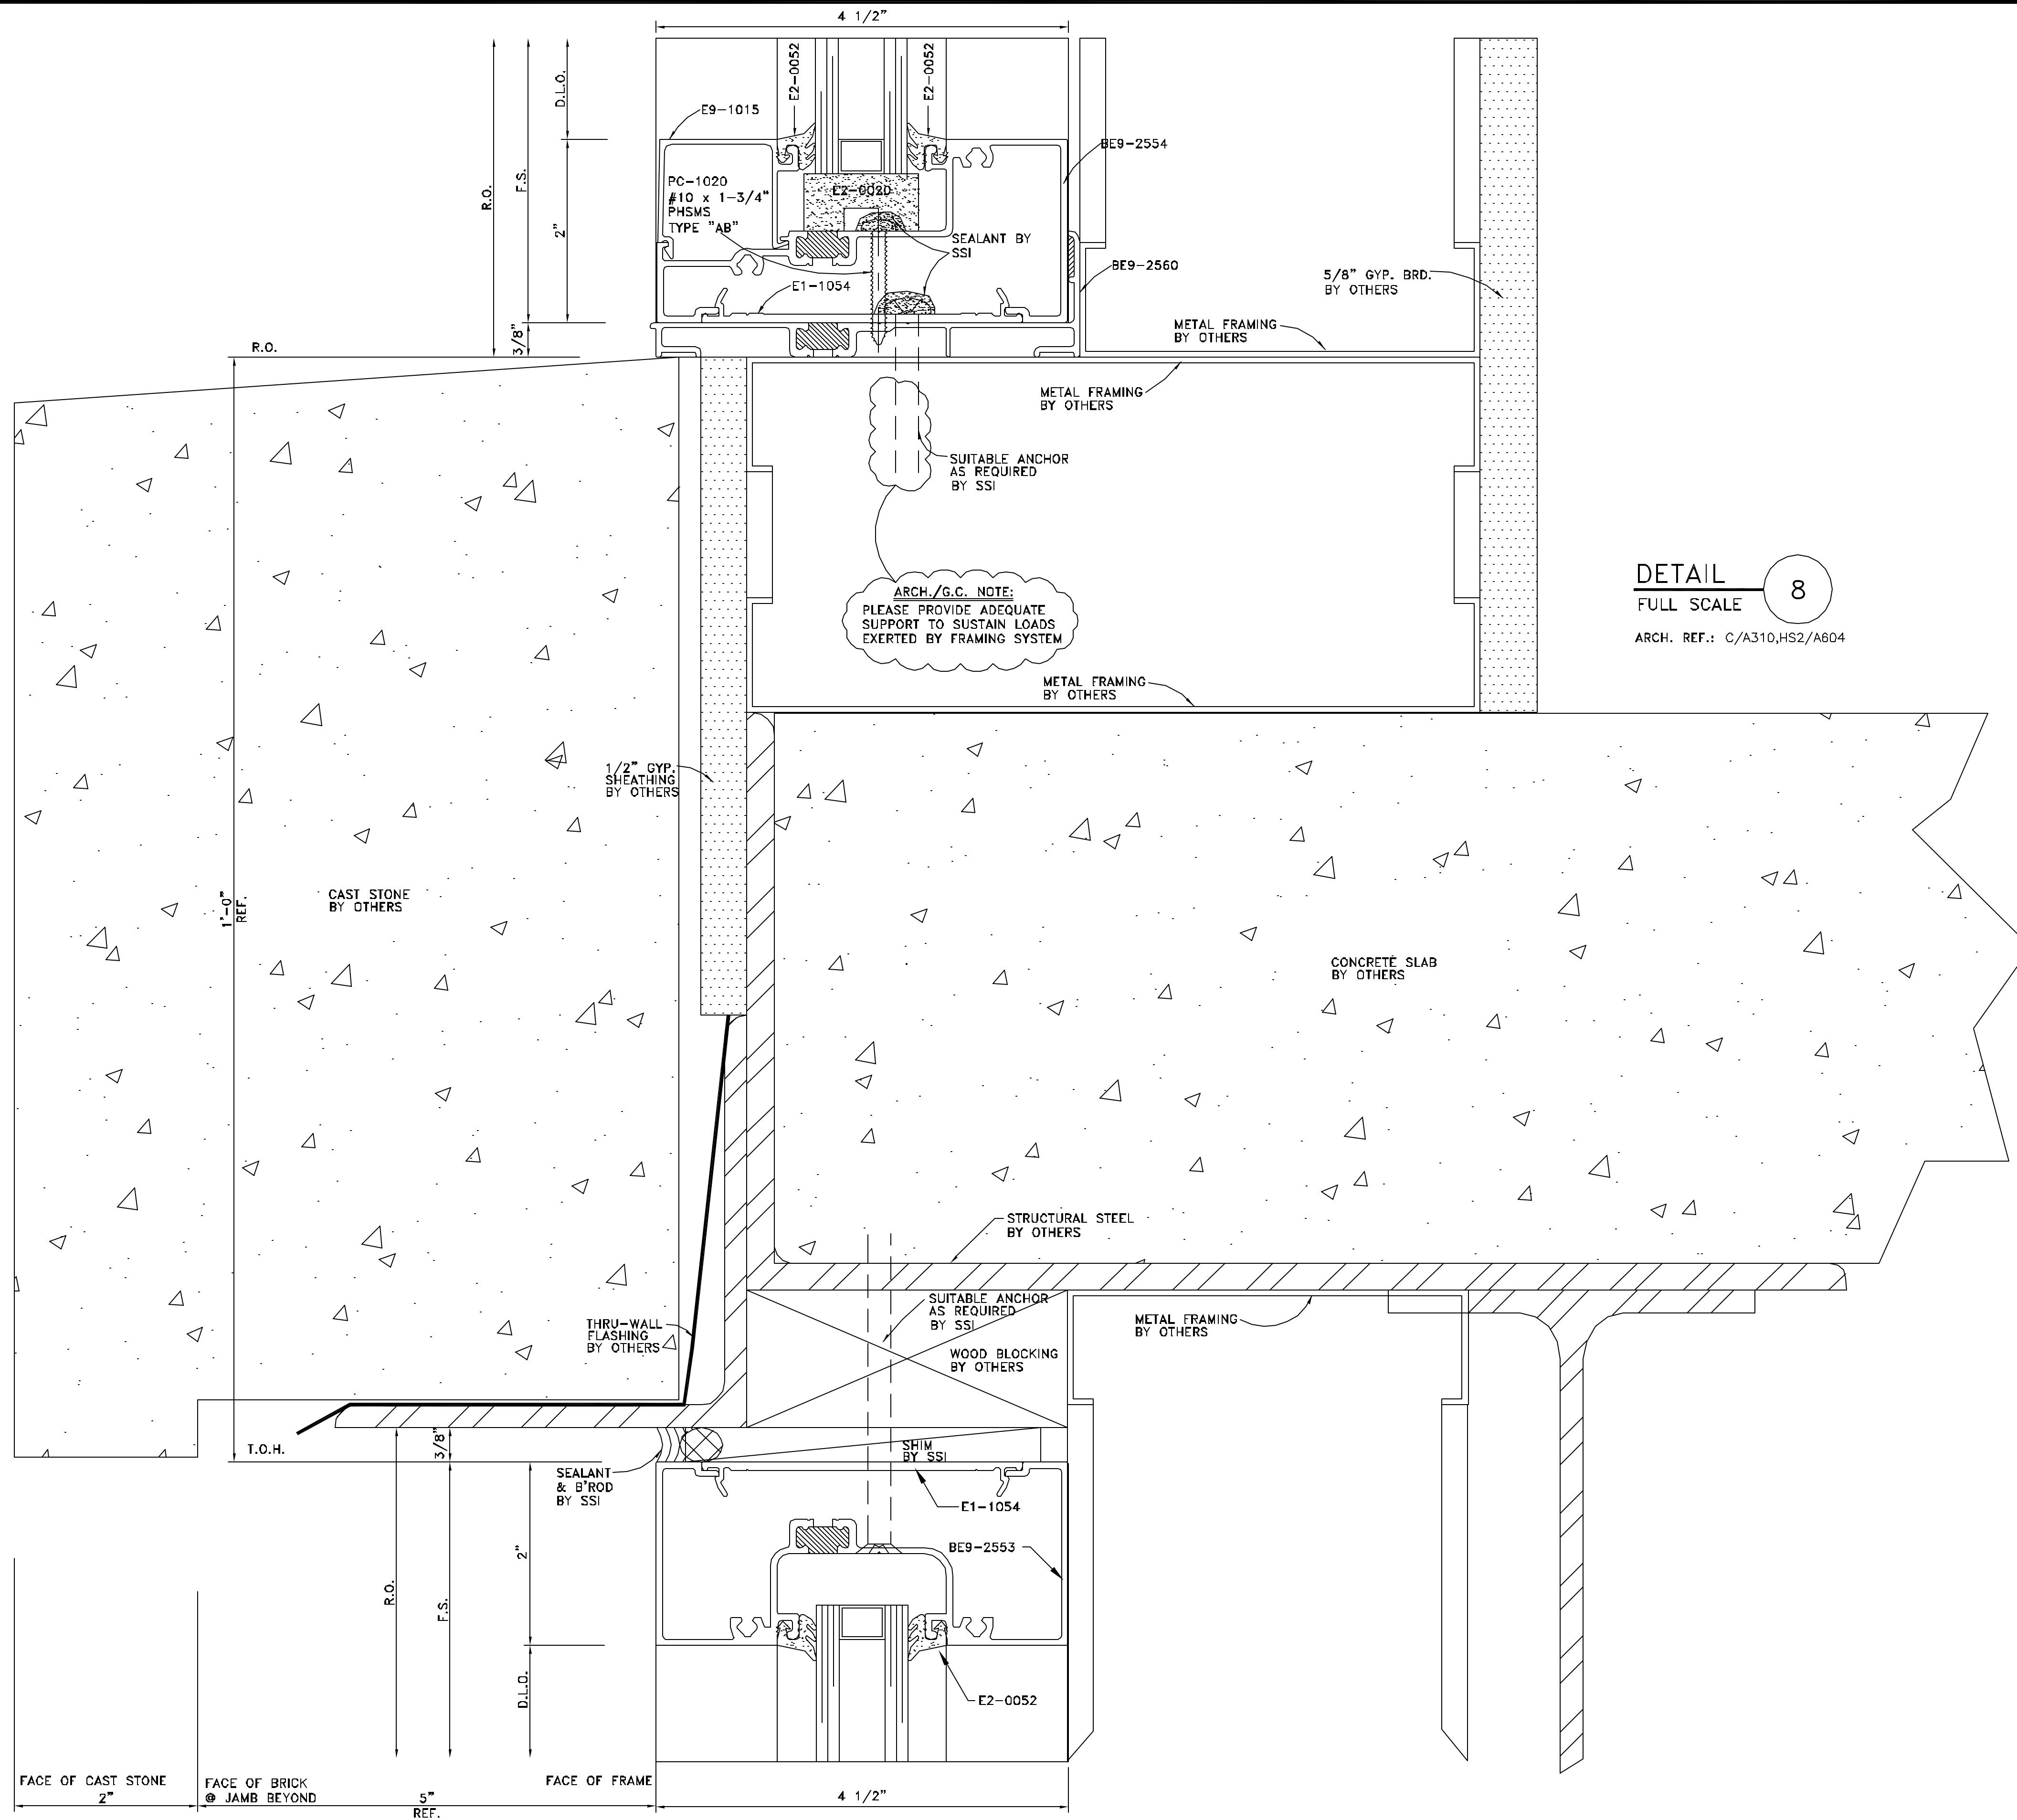 4 1/2"
R.O.
F.S.
D.L.O.
2"
3/8"
E2-0052
E2-0052
E9-1015
BE9-2554
PC-1020
#10 x 1-3/4"
PHSMS
TYPE "AB"
E2-0020
SEALANT BY
SSI
BE9-2560
E1-1054
5/8" GYP. BRD.
BY OTHERS
METAL FRAMING
BY OTHERS
R.O.
METAL FRAMING
BY OTHERS
SUITABLE ANCHOR
AS REQUIRED
BY SSI
ARCH./G.C. NOTE:
PLEASE PROVIDE ADEQUATE
SUPPORT TO SUSTAIN LOADS
EXERTED BY FRAMING SYSTEM
DETAIL
8
FULL SCALE
ARCH. REF.: C/A310,HS2/A604
METAL FRAMING
BY OTHERS
1/2" GYP.
SHEATHING
BY OTHERS
CAST STONE
BY OTHERS
1'-0"
REF.
CONCRETE SLAB
BY OTHERS
STRUCTURAL STEEL
BY OTHERS
SUITABLE ANCHOR
AS REQUIRED
BY SSI
THRU-WALL
FLASHING
BY OTHERS
METAL FRAMING
BY OTHERS
WOOD BLOCKING
BY OTHERS
T.O.H.
3/8"
SHIM
BY SSI
SEALANT
& B'ROD
BY SSI
E1-1054
BE9-2553
2"
R.O.
F.S.
D.L.O.
E2-0052
FACE OF CAST STONE
2"
FACE OF BRICK
@ JAMB BEYOND
5"
REF.
FACE OF FRAME
4 1/2"